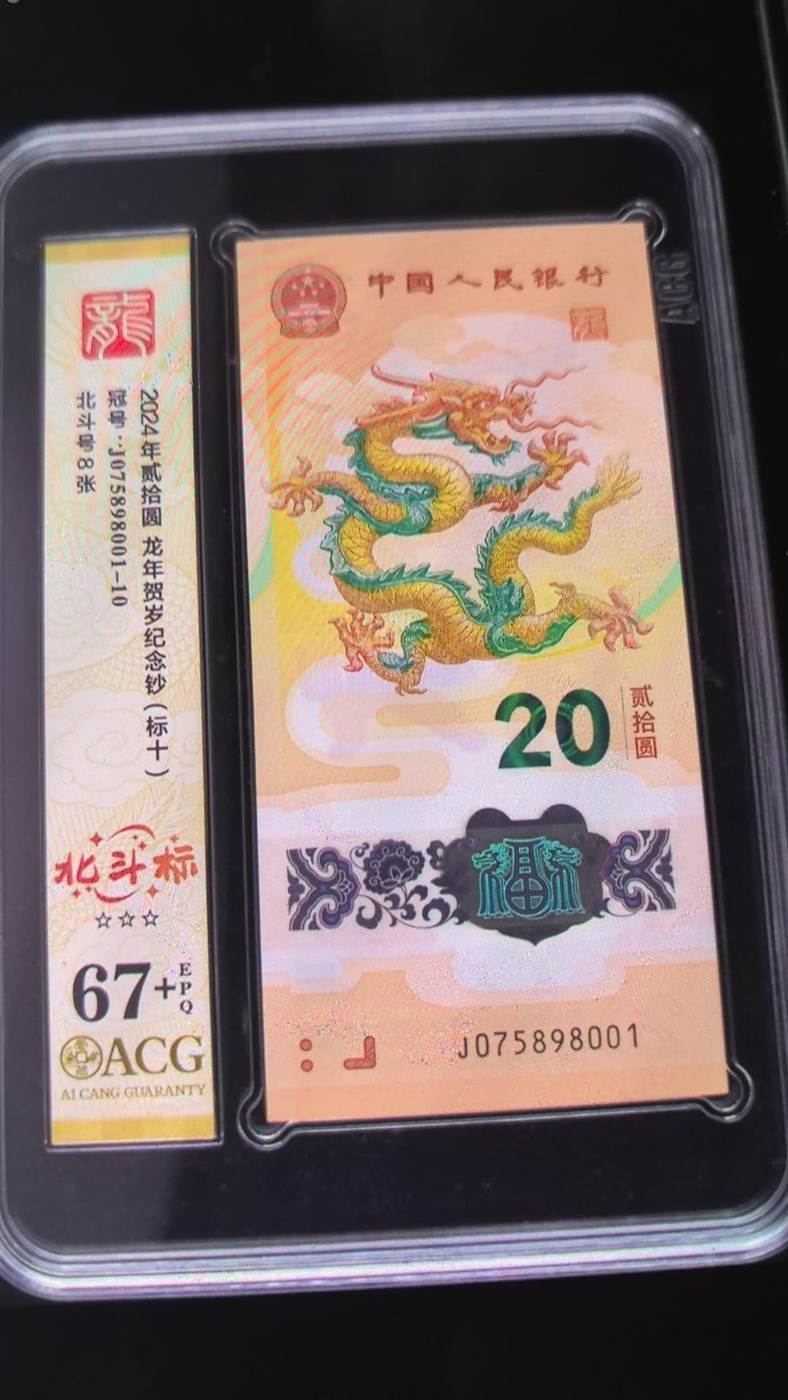 龍
2024年贰拾圆 龙年贺岁纪念钞(标十)
冠号:J075898001-10
北斗号8张
北斗标
☆☆☆
67+
EPQ
ACG
AI CANG GUARANTY
中国人民银行
龍
20
贰拾圆
福
J075898001
ACG